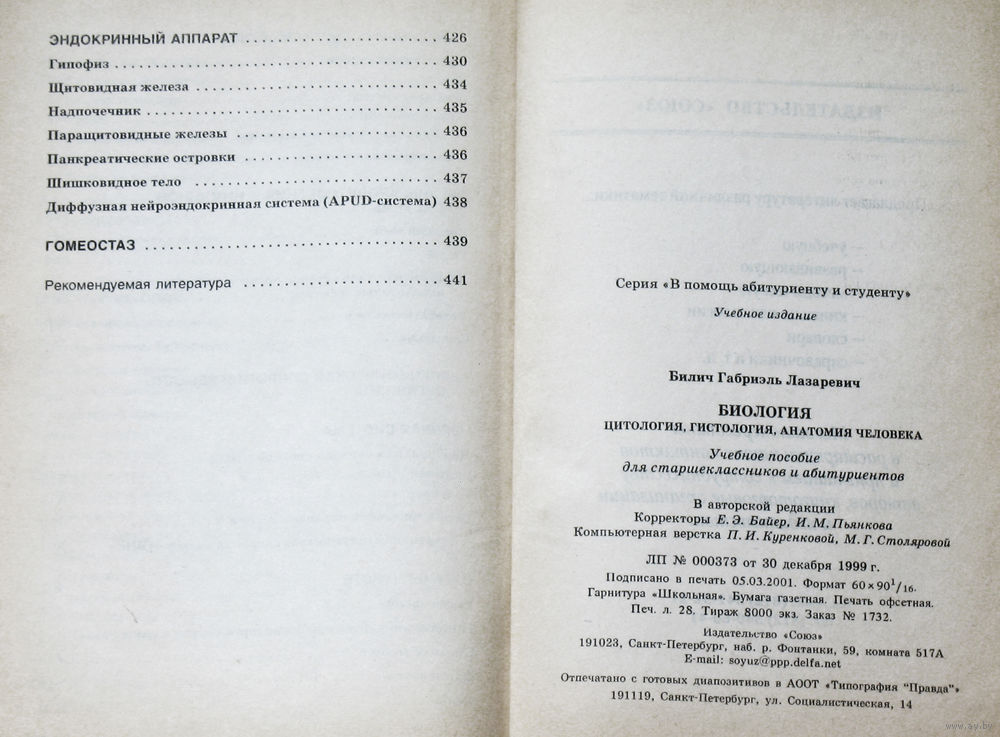 ЭНДОКРИННЫЙ АППАРАТ ........................ 426
Гипофиз ........................................ 430
Щитовидная железа ............................ 434
Надпочечник ................................... 435
Паращитовидные железы ........................ 436
Панкреатические островки ...................... 436
Шишковидное тело ............................ 437
Диффузная нейроэндокринная система (APUD-система) 438
ГОМЕОСТАЗ ................................... 439
Рекомендуемая литература ....................... 441
Серия «В помощь абитуриенту и студенту»
Учебное издание
Билич Габриэль Лазаревич
БИОЛОГИЯ
ЦИТОЛОГИЯ, ГИСТОЛОГИЯ, АНАТОМИЯ ЧЕЛОВЕКА
Учебное пособие
для старшеклассников и абитуриентов
В авторской редакции
Корректоры Е. Э. Байер, И. М. Пьянкова
Компьютерная верстка П. И. Куренковой, М. Г. Столяровой
ЛП № 000373 от 30 декабря 1999 г.
Подписано в печать 05.03.2001. Формат 60×90 1/16.
Гарнитура «Школьная». Бумага газетная. Печать офсетная.
Печ. л. 28. Тираж 8000 экз. Заказ № 1732.
Издательство «Союз»
191023, Санкт-Петербург, наб. р. Фонтанки, 59, комната 517А
E-mail: soyuz@ppp.delfa.net
Отпечатано с готовых диапозитивов в АООТ «Типография "Правда"»
191119, Санкт-Петербург, ул. Социалистическая, 14
www.ay.by